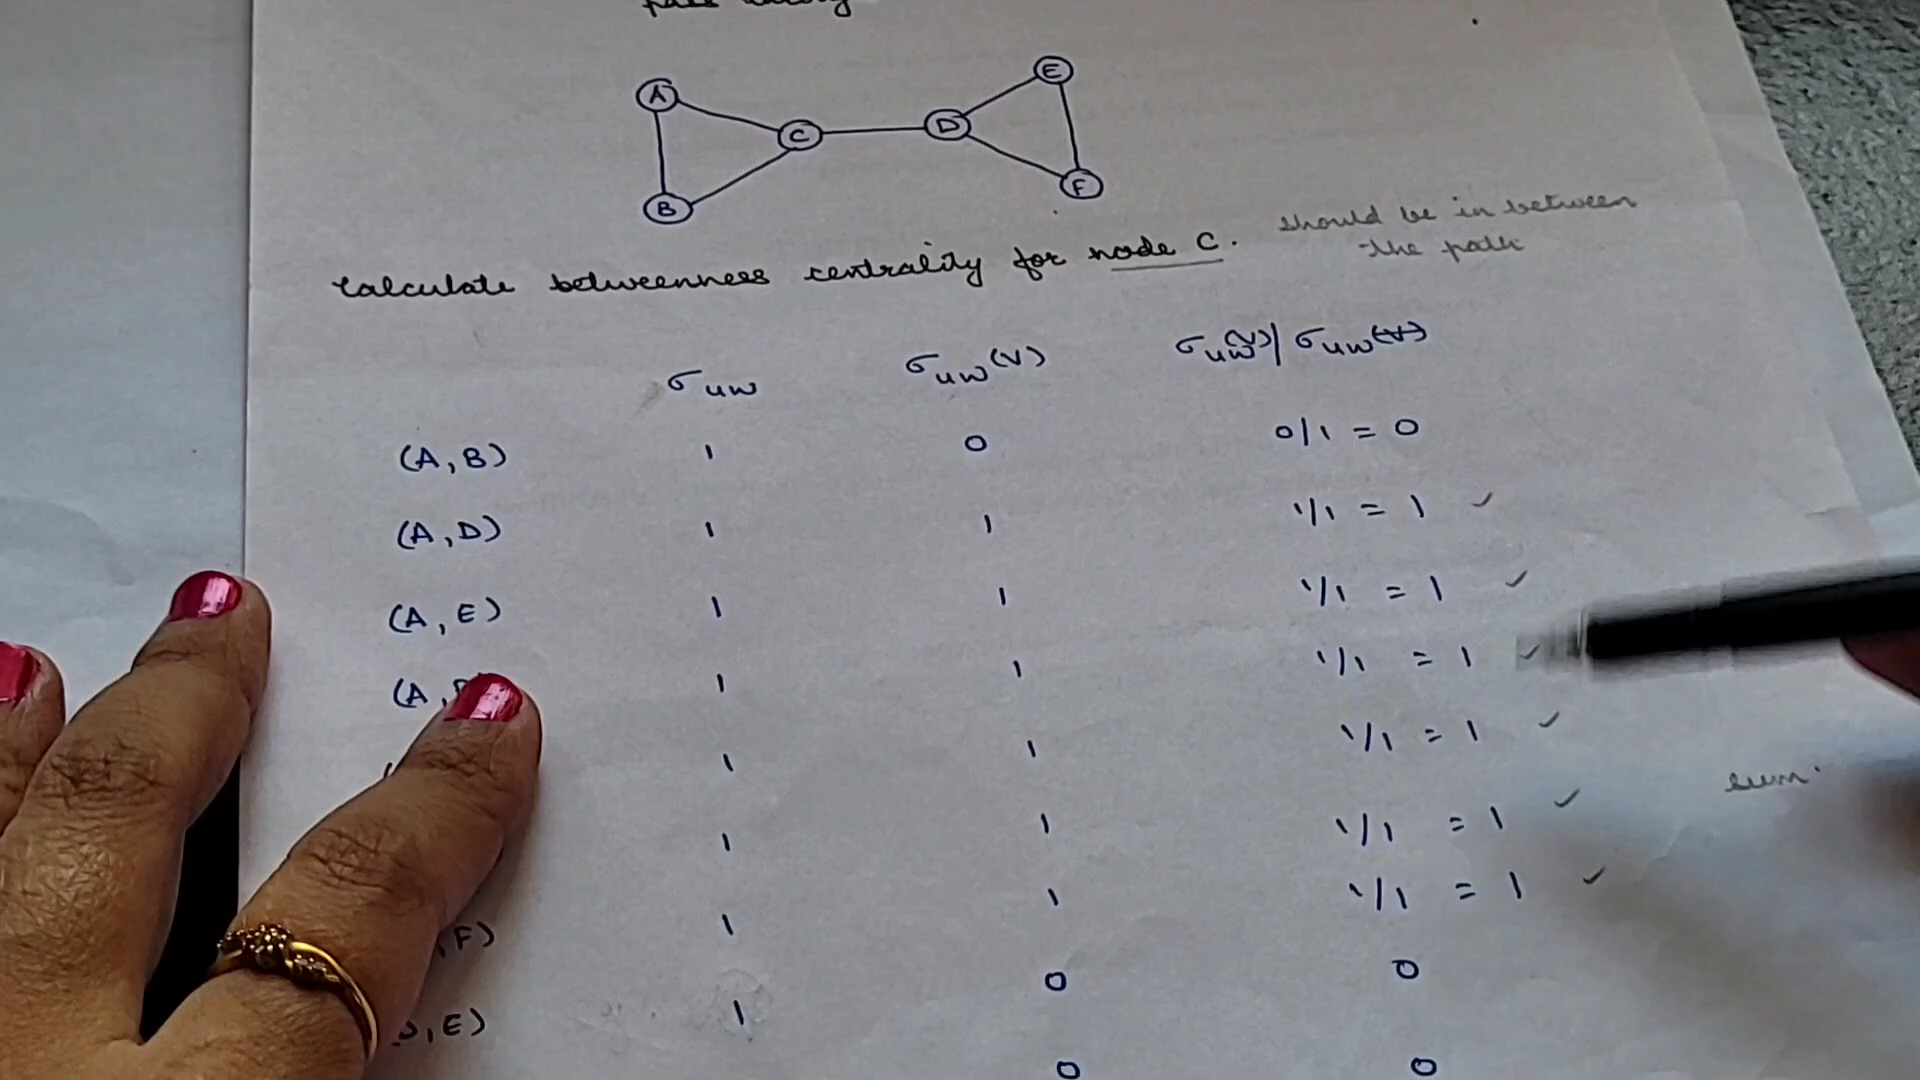 A
E
C
D
B
F
Calculate betweenness centrality for node C.
should be in between
the path
σuw σuw(v) σuw(v)/σuw(v)
(A,B) 1 0 0/1 = 0
(A,D) 1 1 1/1 = 1 ✓
(A,E) 1 1 1/1 = 1 ✓
(A, 1 1 1/1 = 1 ✓
( 1 1 1/1 = 1 ✓
1 1 1/1 = 1 ✓
sum.
,F) 1 1 1/1 = 1 ✓
,E) 1 0 0
0 0